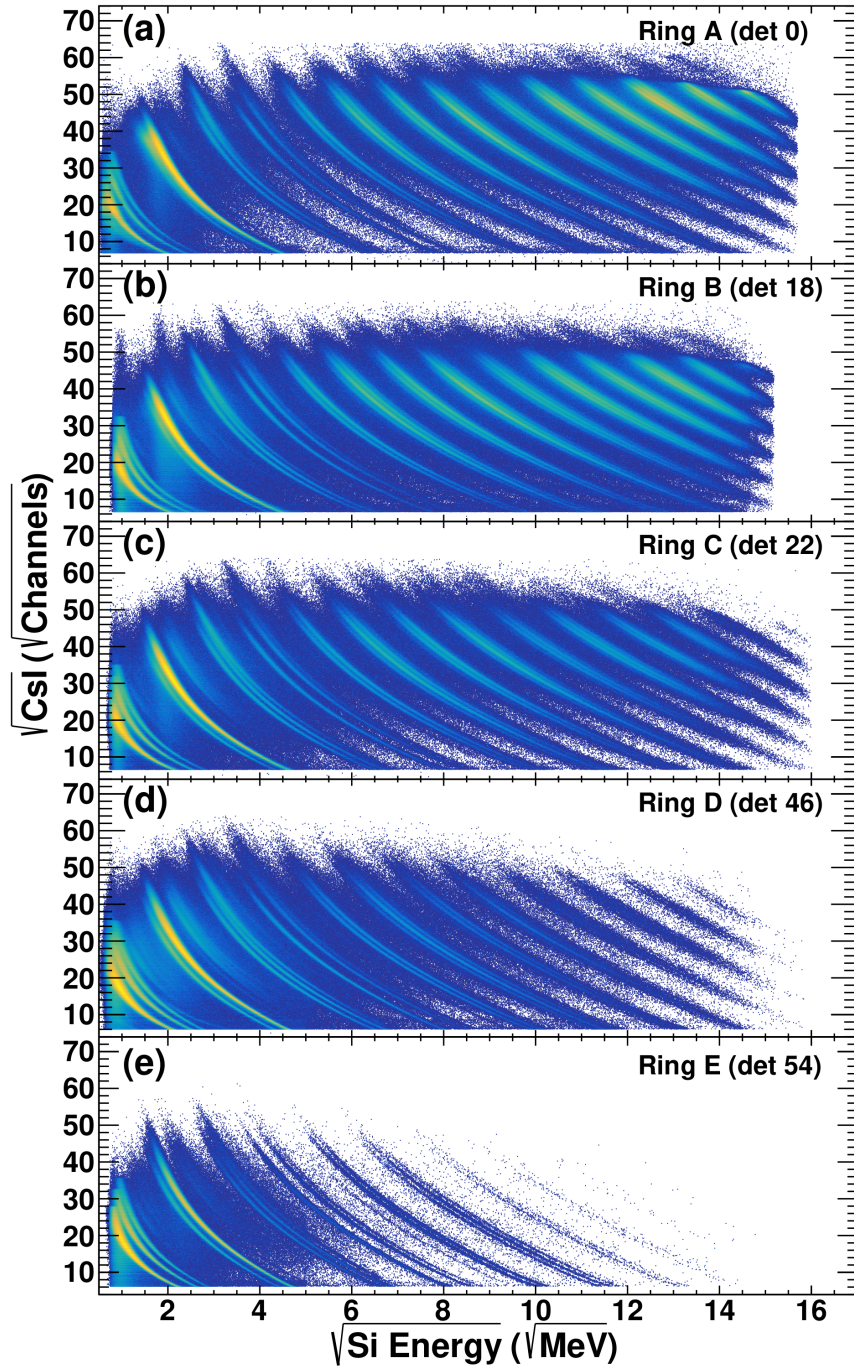 (a)
Ring A (det 0)
70
60
50
40
30
20
10
(b)
Ring B (det 18)
70
60
50
40
30
20
10
(c)
Ring C (det 22)
70
60
50
40
30
20
10
(d)
Ring D (det 46)
70
60
50
40
30
20
10
(e)
Ring E (det 54)
70
60
50
40
30
20
10
2 4 6 8 10 12 14 16
√CsI (√Channels)
√Si Energy (√MeV)